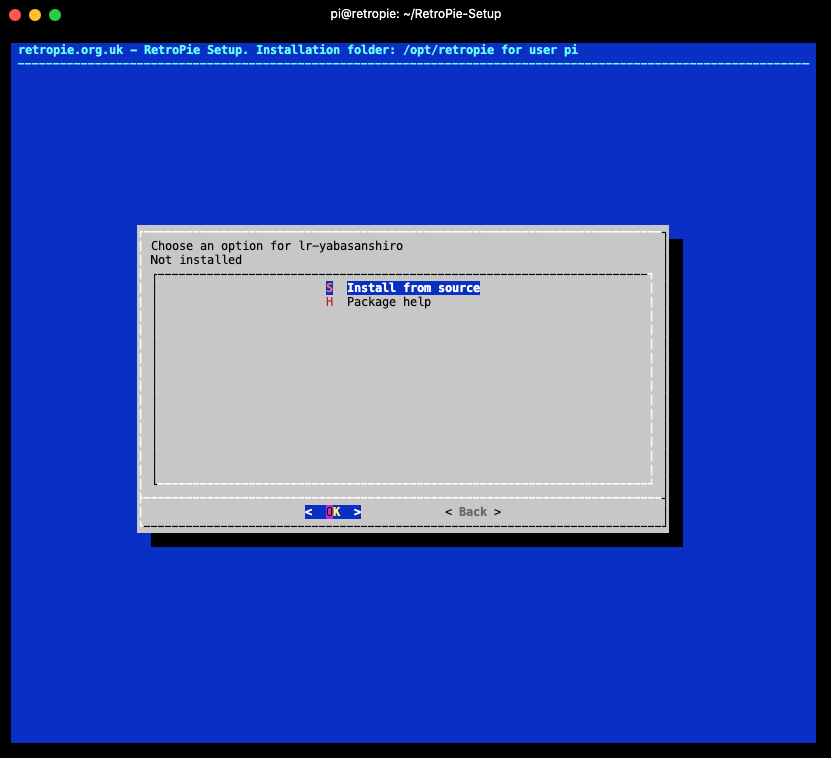 pi@retropie: ~/RetroPie-Setup
retropie.org.uk - RetroPie Setup. Installation folder: /opt/retropie for user pi
Choose an option for lr-yabasanshiro
Not installed
S Install from source
H Package help
< OK > < Back >